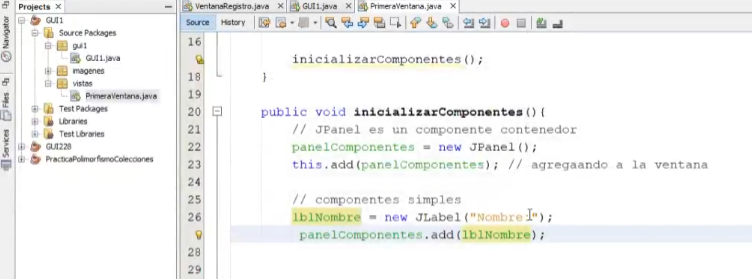 Projects
GUI1
Source Packages
gui1
GUI1.java
imagenes
vistas
PrimeraVentana.java
Test Packages
Libraries
Test Libraries
GUI228
PracticaPolimorfismoColecciones
Navigator
Files
Services
VentanaRegistro.java
GUI1.java
PrimeraVentana.java
Source
History
16
inicializarComponentes();
18 }
19
20 public void inicializarComponentes(){
21 // JPanel es un componente contenedor
22 panelComponentes = new JPanel();
23 this.add(panelComponentes); // agregaando a la ventana
24
25 // componentes simples
26 lblNombre = new JLabel("Nombre:");
panelComponentes.add(lblNombre);
28
29